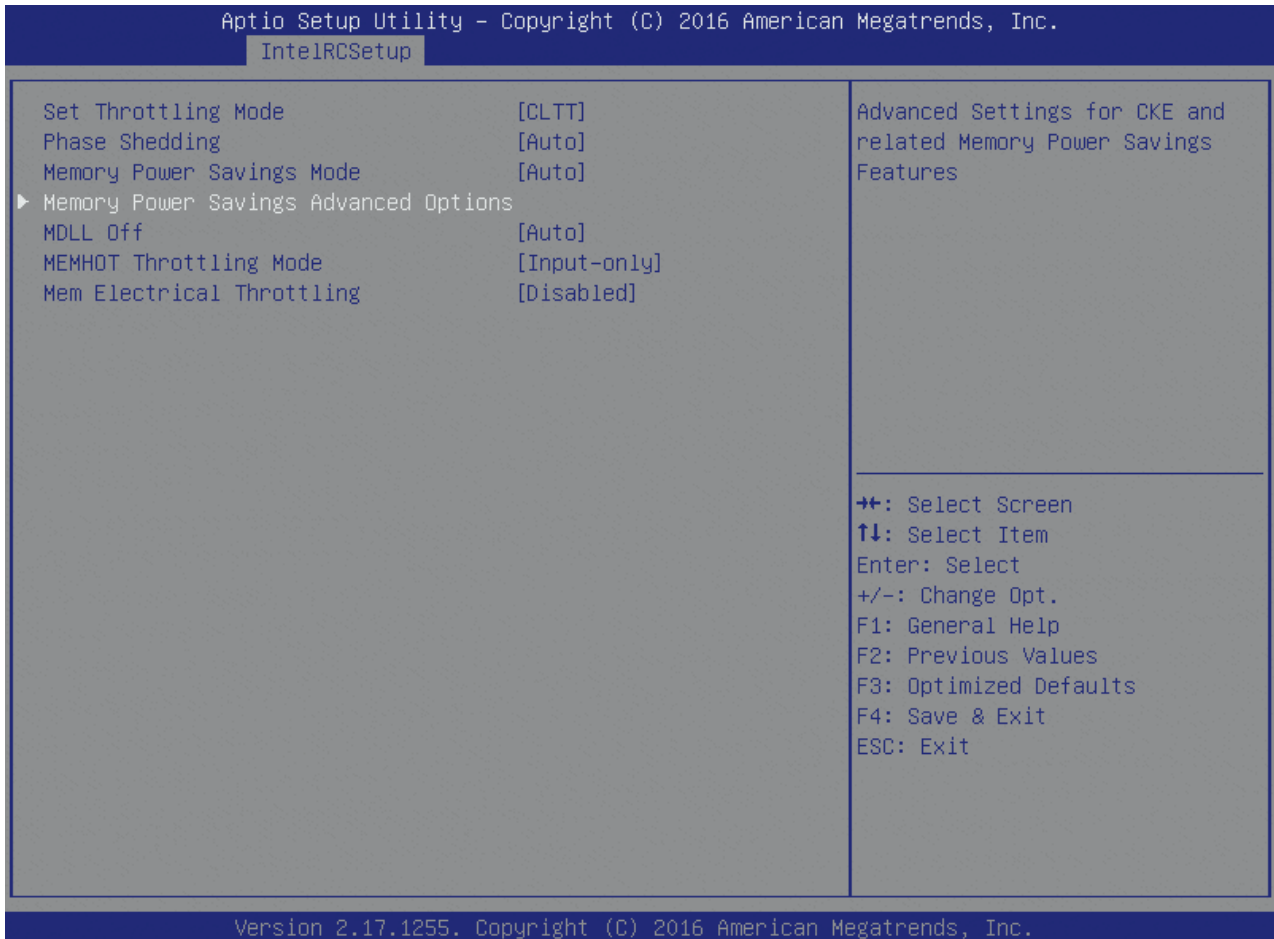 Aptio Setup Utility – Copyright (C) 2016 American Megatrends, Inc.
IntelRCSetup
Set Throttling Mode [CLTT]
Phase Shedding [Auto]
Memory Power Savings Mode [Auto]
▶ Memory Power Savings Advanced Options
MDLL Off [Auto]
MEMHOT Throttling Mode [Input-only]
Mem Electrical Throttling [Disabled]
Advanced Settings for CKE and
related Memory Power Savings
Features
→←: Select Screen
↑↓: Select Item
Enter: Select
+/-: Change Opt.
F1: General Help
F2: Previous Values
F3: Optimized Defaults
F4: Save & Exit
ESC: Exit
Version 2.17.1255. Copyright (C) 2016 American Megatrends, Inc.